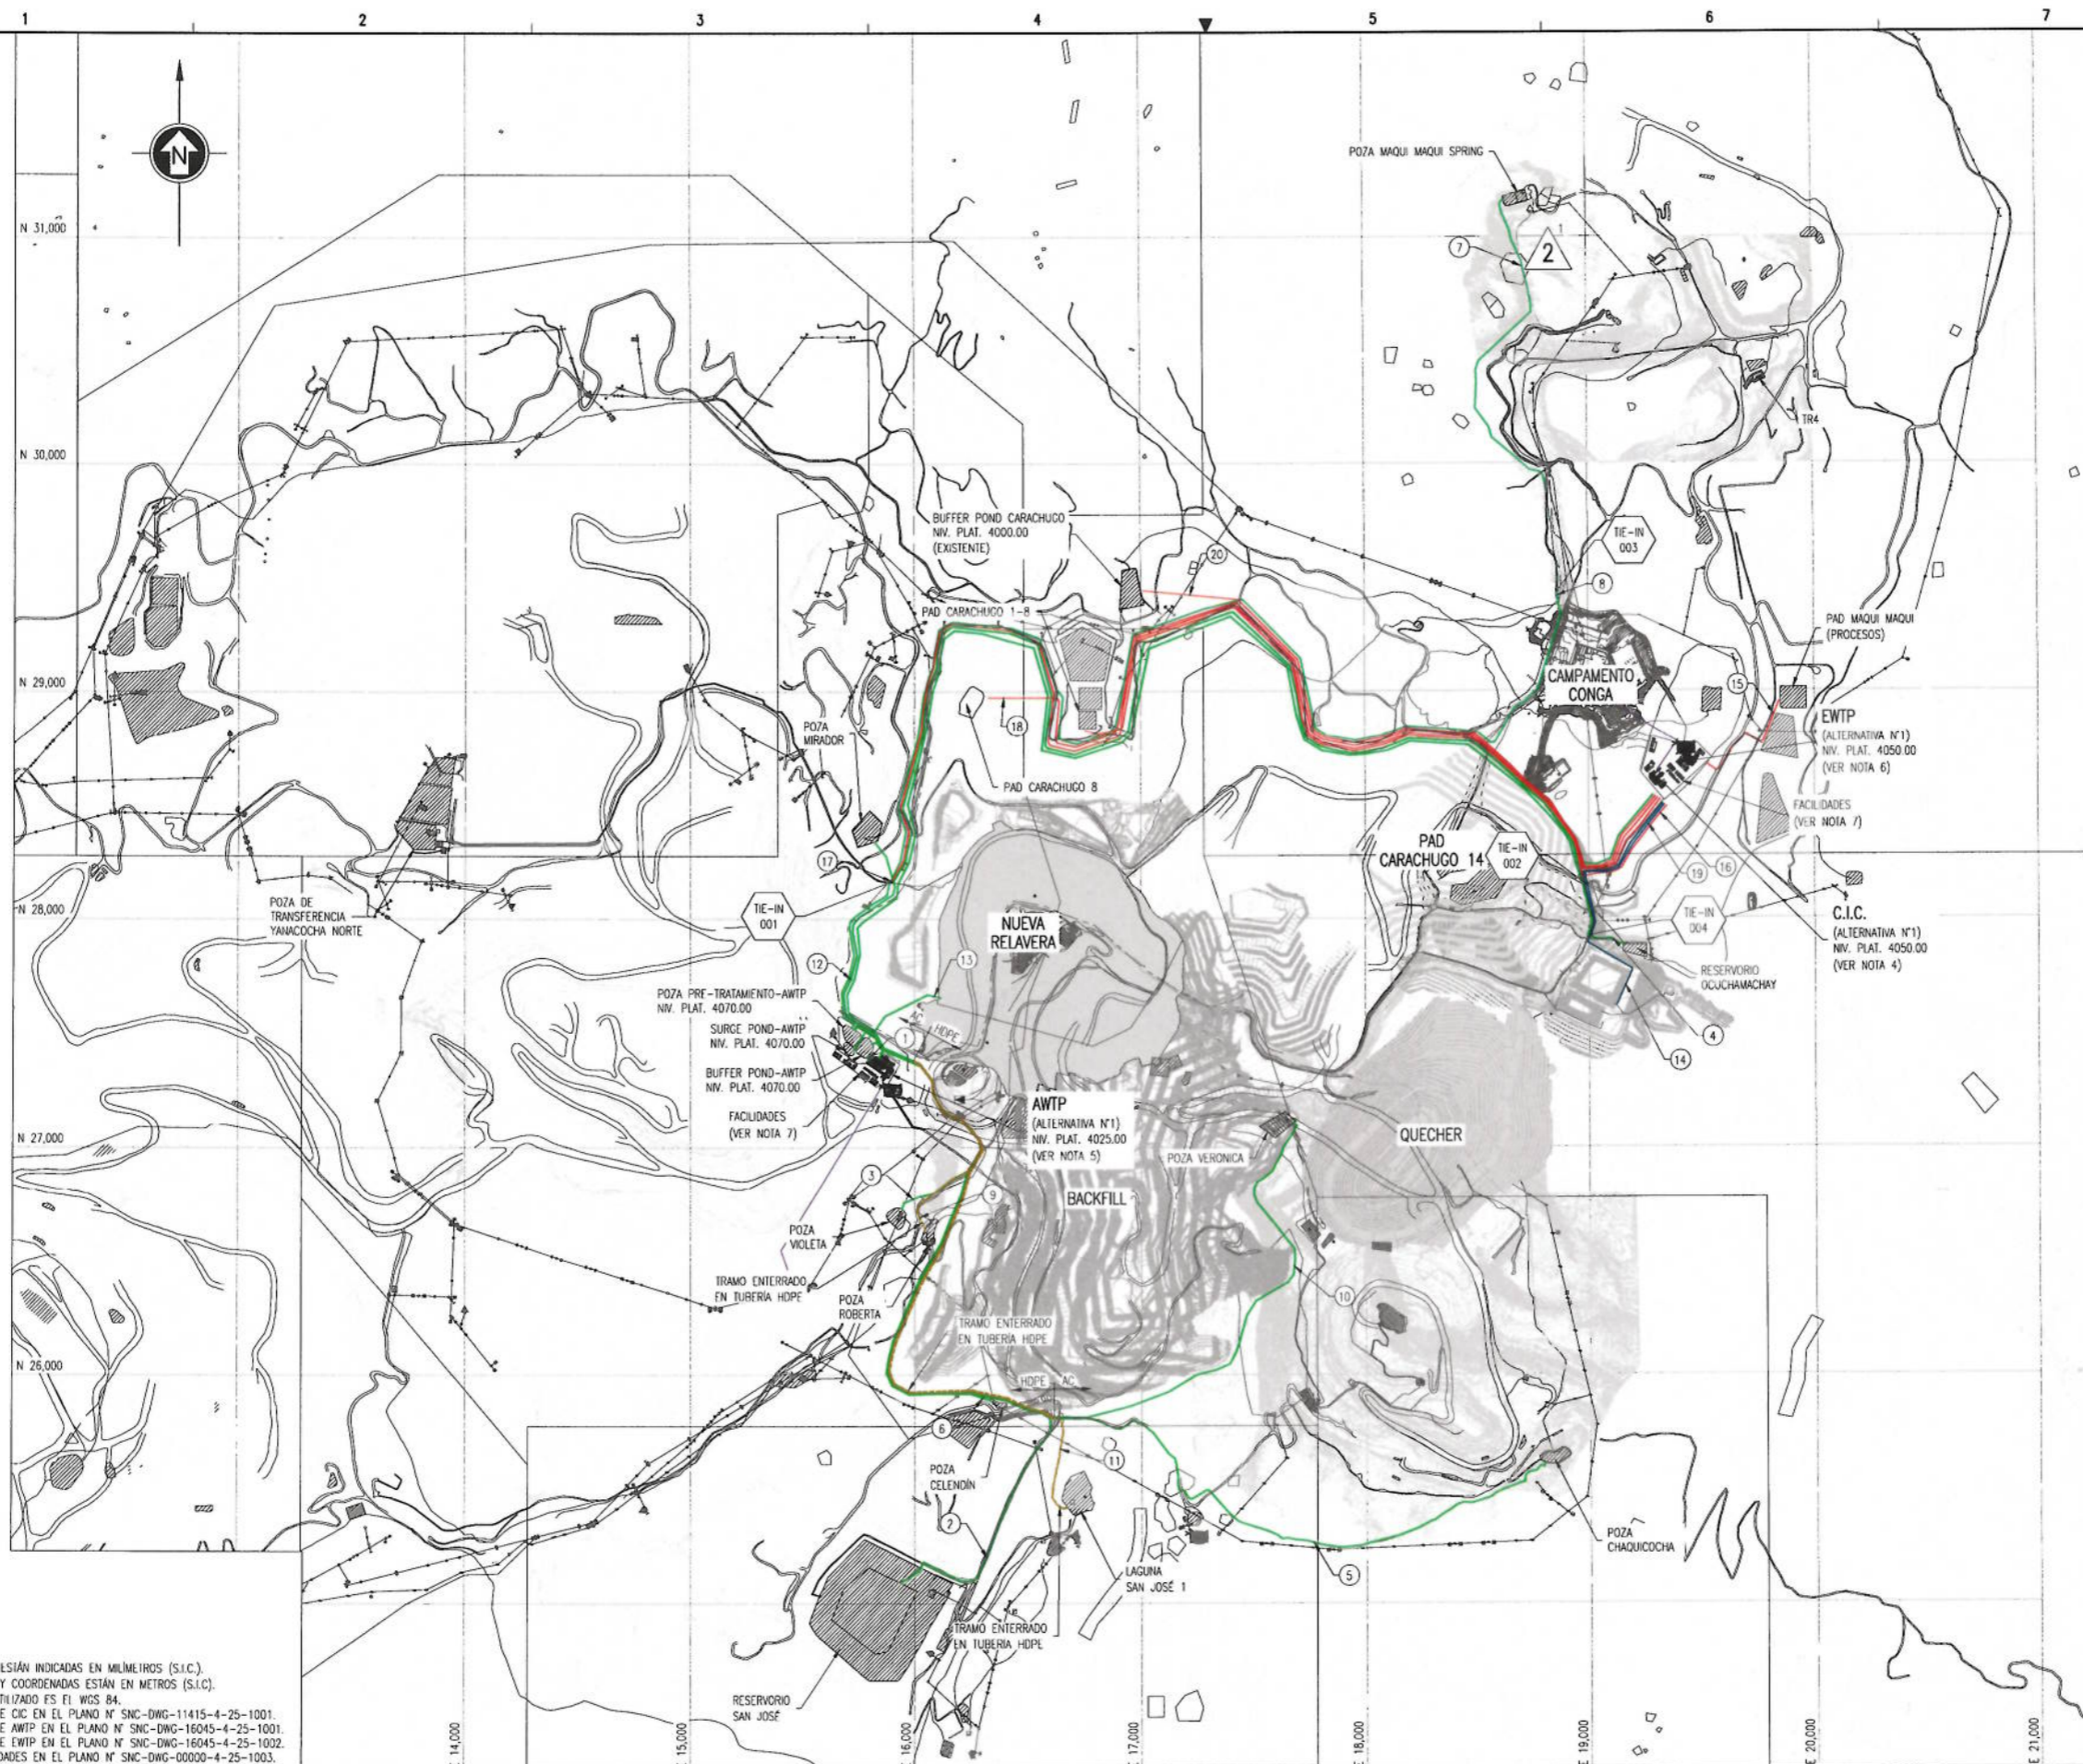 1 2 3 4 5 6 7
N
N 31,000
N 30,000
N 29,000
N 28,000
N 27,000
N 26,000
POZA MAQUI MAQUI SPRING
7
2
1
TR4
BUFFER POND CARACHUGO
NIV. PLAT. 4000.00
(EXISTENTE)
20
TIE-IN
003
8
PAD CARACHUGO 1-8
PAD MAQUI MAQUI
(PROCESOS)
CAMPAMENTO
CONGA
15
EWTP
(ALTERNATIVA N°1)
NIV. PLAT. 4050.00
(VER NOTA 6)
18
POZA
MIRADOR
PAD CARACHUGO 8
FACILIDADES
(VER NOTA 7)
17
PAD
CARACHUGO 14
TIE-IN
002
19
16
POZA DE
TRANSFERENCIA
YANACOCHA NORTE
TIE-IN
001
NUEVA
RELAVERA
TIE-IN
004
C.I.C.
(ALTERNATIVA N°1)
NIV. PLAT. 4050.00
(VER NOTA 4)
12
13
RESERVORIO
OCUCHAMACHAY
POZA PRE-TRATAMIENTO-AWTP
NIV. PLAT. 4070.00
SURGE POND-AWTP
NIV. PLAT. 4070.00
AC
HDPE
1
4
14
BUFFER POND-AWTP
NIV. PLAT. 4070.00
FACILIDADES
(VER NOTA 7)
AWTP
(ALTERNATIVA N°1)
NIV. PLAT. 4025.00
(VER NOTA 5)
QUECHER
POZA VERONICA
3
9
BACKFILL
POZA
VIOLETA
TRAMO ENTERRADO
EN TUBERÍA HDPE
POZA
ROBERTA
10
TRAMO ENTERRADO
EN TUBERÍA HDPE
HDPE
AC
6
11
POZA
CELENDÍN
2
POZA
CHAQUICOCHA
5
LAGUNA
SAN JOSÉ 1
TRAMO ENTERRADO
EN TUBERIA HDPE
RESERVORIO
SAN JOSÉ
ESTÁN INDICADAS EN MILÍMETROS (S.I.C.).
Y COORDENADAS ESTÁN EN METROS (S.I.C).
TILIZADO ES EL WGS 84.
E CIC EN EL PLANO N° SNC-DWG-11415-4-25-1001.
E AWTP EN EL PLANO N° SNC-DWG-16045-4-25-1001.
E EWTP EN EL PLANO N° SNC-DWG-16045-4-25-1002.
DADES EN EL PLANO N° SNC-DWG-00000-4-25-1003.
E 14,000
E 15,000
E 16,000
E 17,000
E 18,000
E 19,000
E 20,000
E 21,000